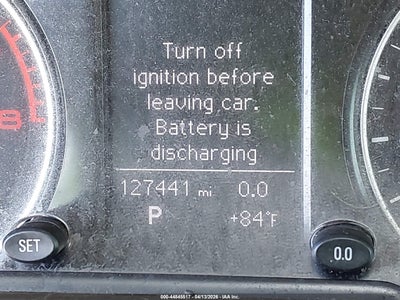 Turn off
ignition before
leaving car.
Battery is
discharging
127441 mi 0.0
P +84°F
SET 0.0